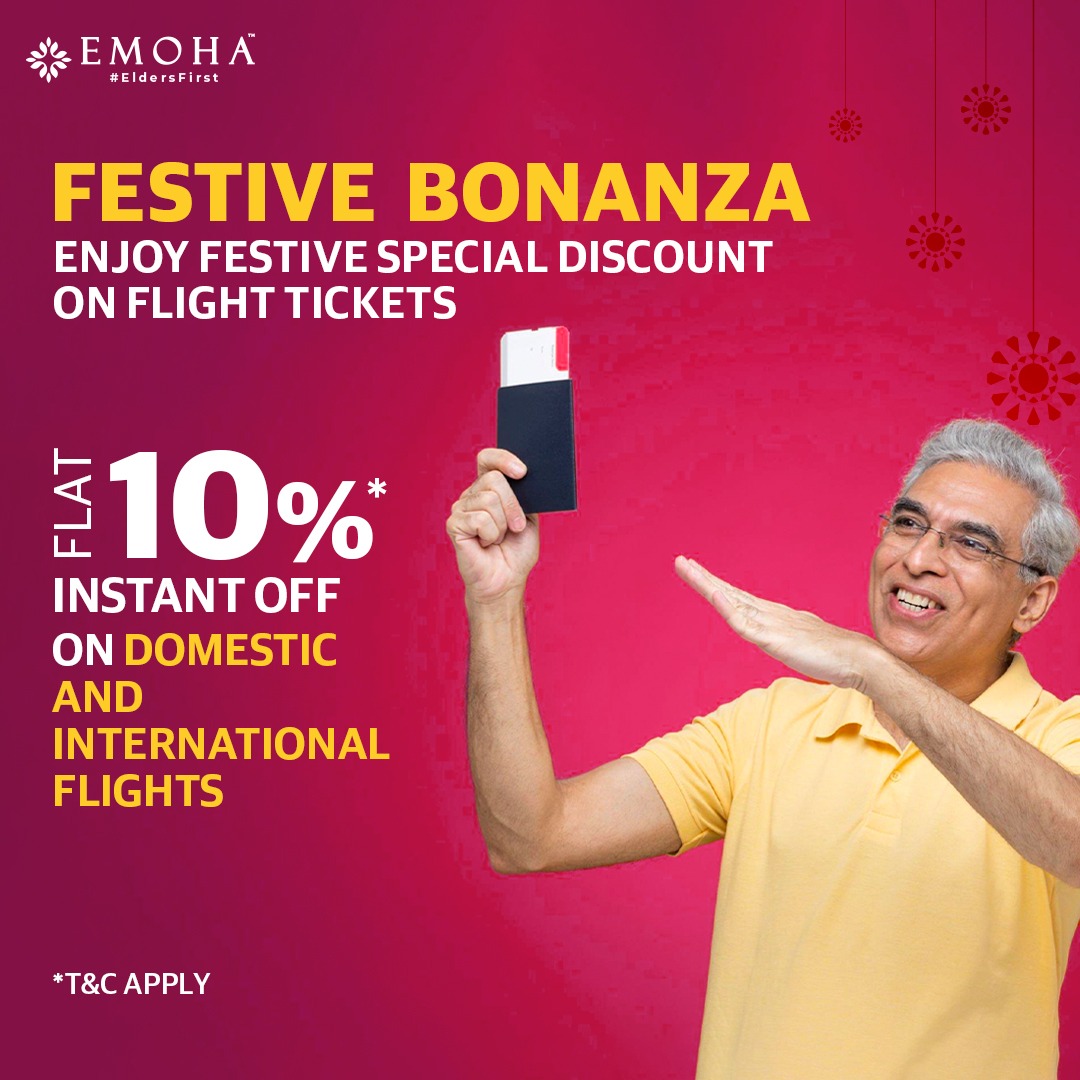 EMOHA™
#EldersFirst
FESTIVE BONANZA
ENJOY FESTIVE SPECIAL DISCOUNT
ON FLIGHT TICKETS
FLAT 10%*
INSTANT OFF
ON DOMESTIC
AND
INTERNATIONAL
FLIGHTS
*T&C APPLY